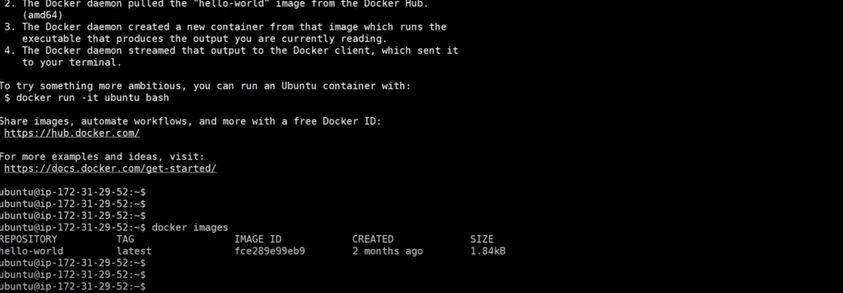 2. The Docker daemon pulled the "hello-world" image from the Docker Hub.
(amd64)
3. The Docker daemon created a new container from that image which runs the
executable that produces the output you are currently reading.
4. The Docker daemon streamed that output to the Docker client, which sent it
to your terminal.
To try something more ambitious, you can run an Ubuntu container with:
$ docker run -it ubuntu bash
Share images, automate workflows, and more with a free Docker ID:
https://hub.docker.com/
For more examples and ideas, visit:
https://docs.docker.com/get-started/
ubuntu@ip-172-31-29-52:~$
ubuntu@ip-172-31-29-52:~$
ubuntu@ip-172-31-29-52:~$
ubuntu@ip-172-31-29-52:~$ docker images
REPOSITORY TAG IMAGE ID CREATED SIZE
hello-world latest fce289e99eb9 2 months ago 1.84kB
ubuntu@ip-172-31-29-52:~$
ubuntu@ip-172-31-29-52:~$
ubuntu@ip-172-31-29-52:~$